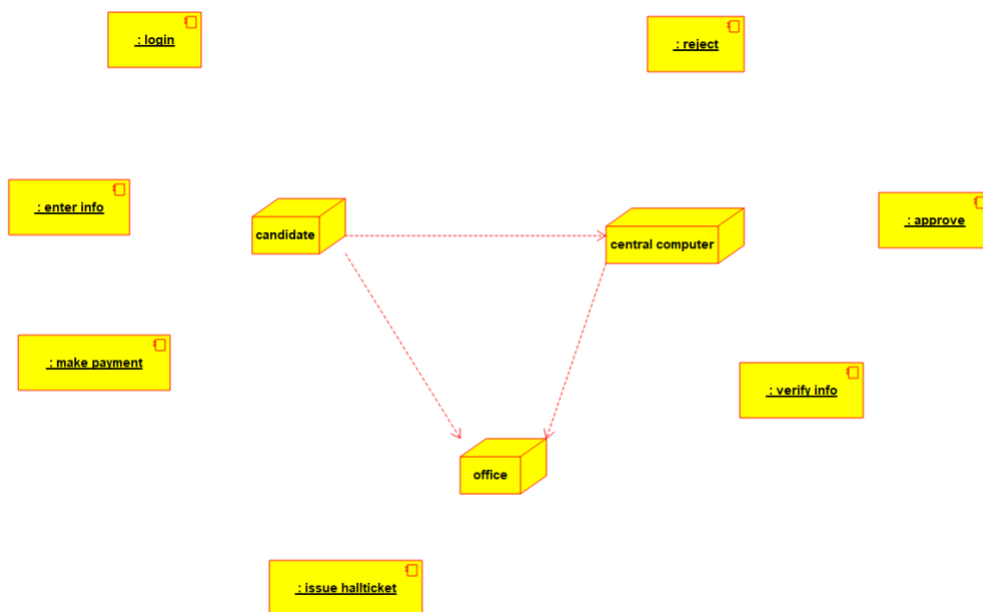 : login
: reject
: enter info
candidate
central computer
: approve
: make payment
: verify info
office
: issue hallticket